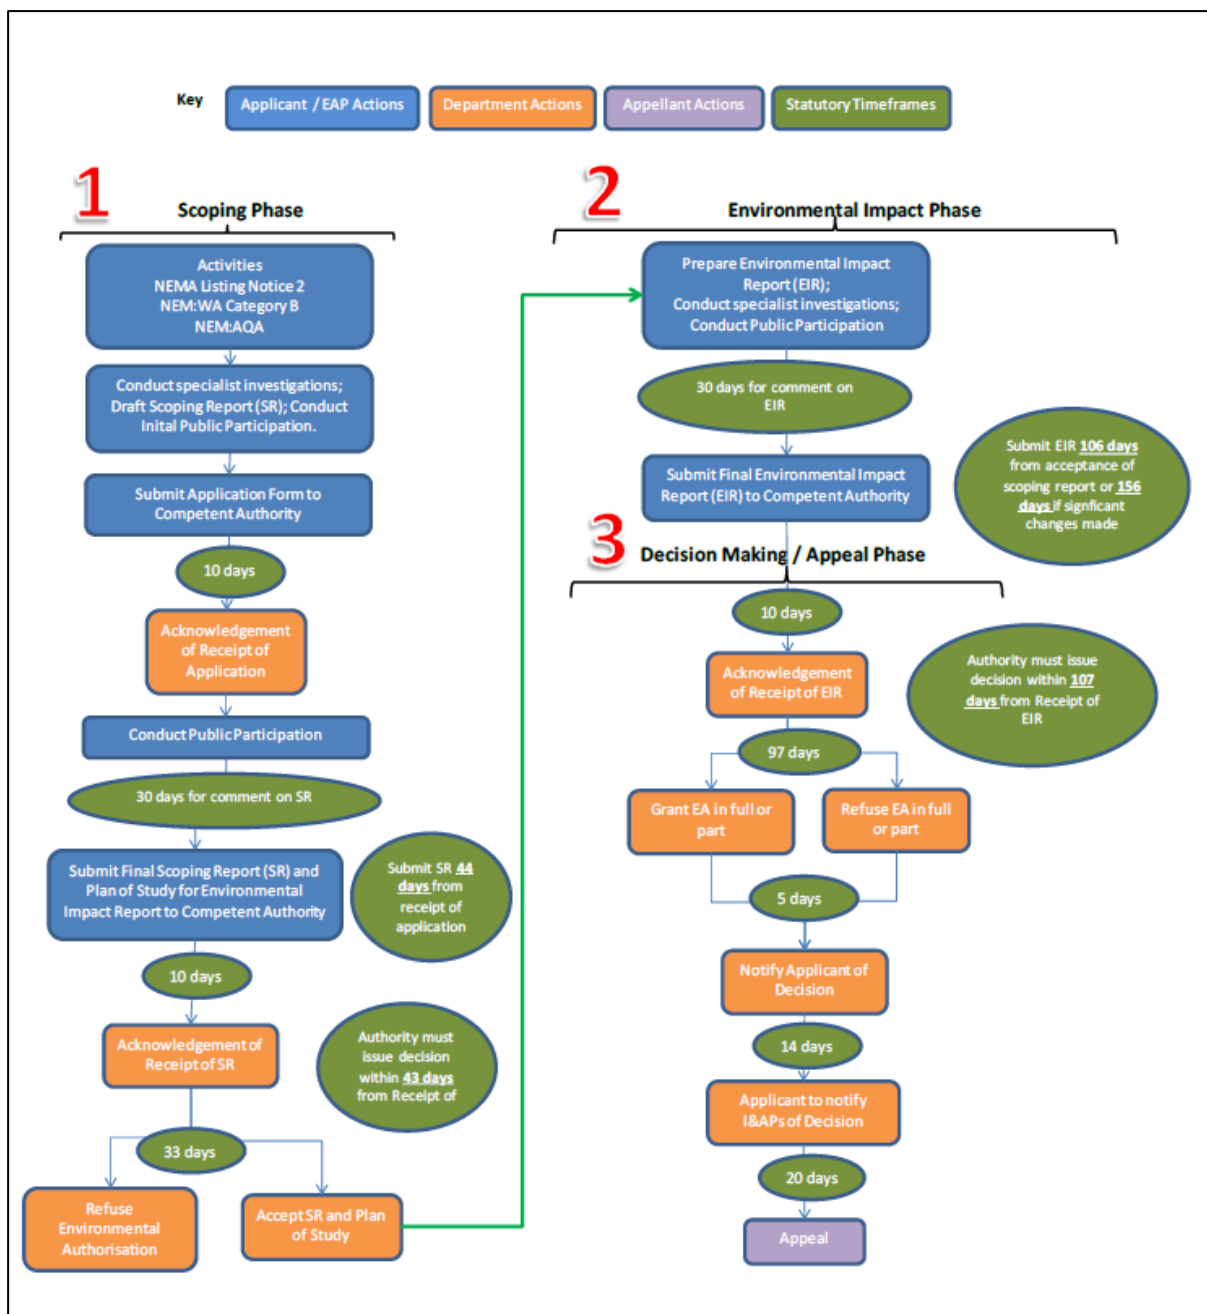 Key
Applicant / EAP Actions
Department Actions
Appellant Actions
Statutory Timeframes
1
Scoping Phase
Activities
NEMA Listing Notice 2
NEM:WA Category B
NEM:AQA
Conduct specialist investigations;
Draft Scoping Report (SR); Conduct
Inital Public Participation.
Submit Application Form to
Competent Authority
10 days
Acknowledgement
of Receipt of
Application
Conduct Public Participation
30 days for comment on SR
Submit Final Scoping Report (SR) and
Plan of Study for Environmental
Impact Report to Competent Authority
Submit SR 44
days from
receipt of
application
10 days
Acknowledgement of
Receipt of SR
Authority must
issue decision
within 43 days
from Receipt of
33 days
Refuse
Environmental
Authorisation
Accept SR and Plan
of Study
2
Environmental Impact Phase
Prepare Environmental Impact
Report (EIR);
Conduct specialist investigations;
Conduct Public Participation
30 days for comment on
EIR
Submit Final Environmental Impact
Report (EIR) to Competent Authority
Submit EIR 106 days
from acceptance of
scoping report or 156
days if signficant
changes made
3
Decision Making / Appeal Phase
10 days
Acknowledgement
of Receipt of EIR
Authority must issue
decision within 107
days from Receipt of
EIR
97 days
Grant EA in full or
part
Refuse EA in full
or part
5 days
Notify Applicant of
Decision
14 days
Applicant to notify
I&APs of Decision
20 days
Appeal